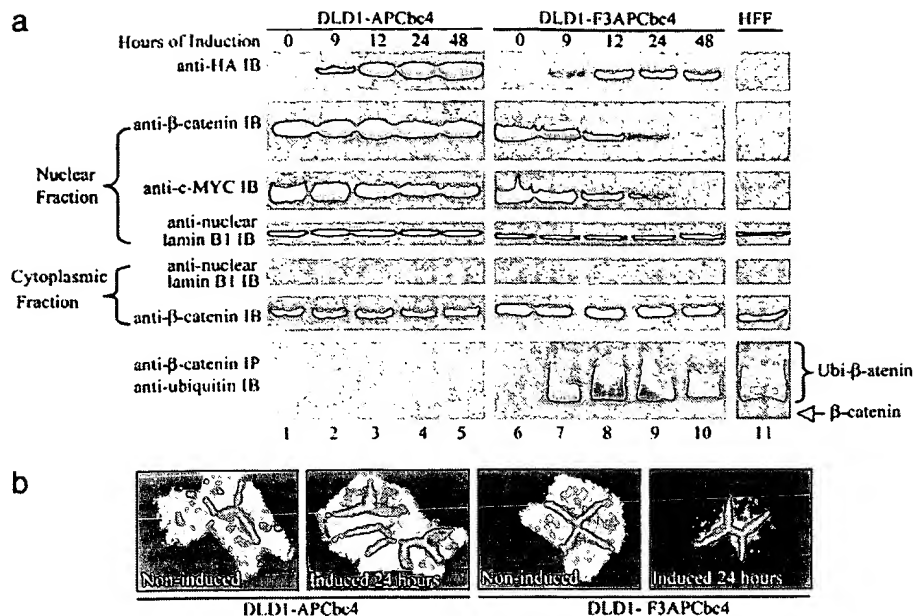 a
DLD1-APCbc4 DLD1-F3APCbc4 HFF
Hours of Induction 0 9 12 24 48 0 9 12 24 48
anti-HA IB
Nuclear Fraction
anti-β-catenin IB
anti-c-MYC IB
anti-nuclear
lamin B1 IB
Cytoplasmic Fraction
anti-nuclear
lamin B1 IB
anti-β-catenin IB
anti-β-catenin IP
anti-ubiquitin IB
Ubi-β-atenin
β-catenin
1 2 3 4 5 6 7 8 9 10 11
b
Non-induced Induced 24 hours Non-induced Induced 24 hours
DLD1-APCbc4 DLD1- F3APCbc4